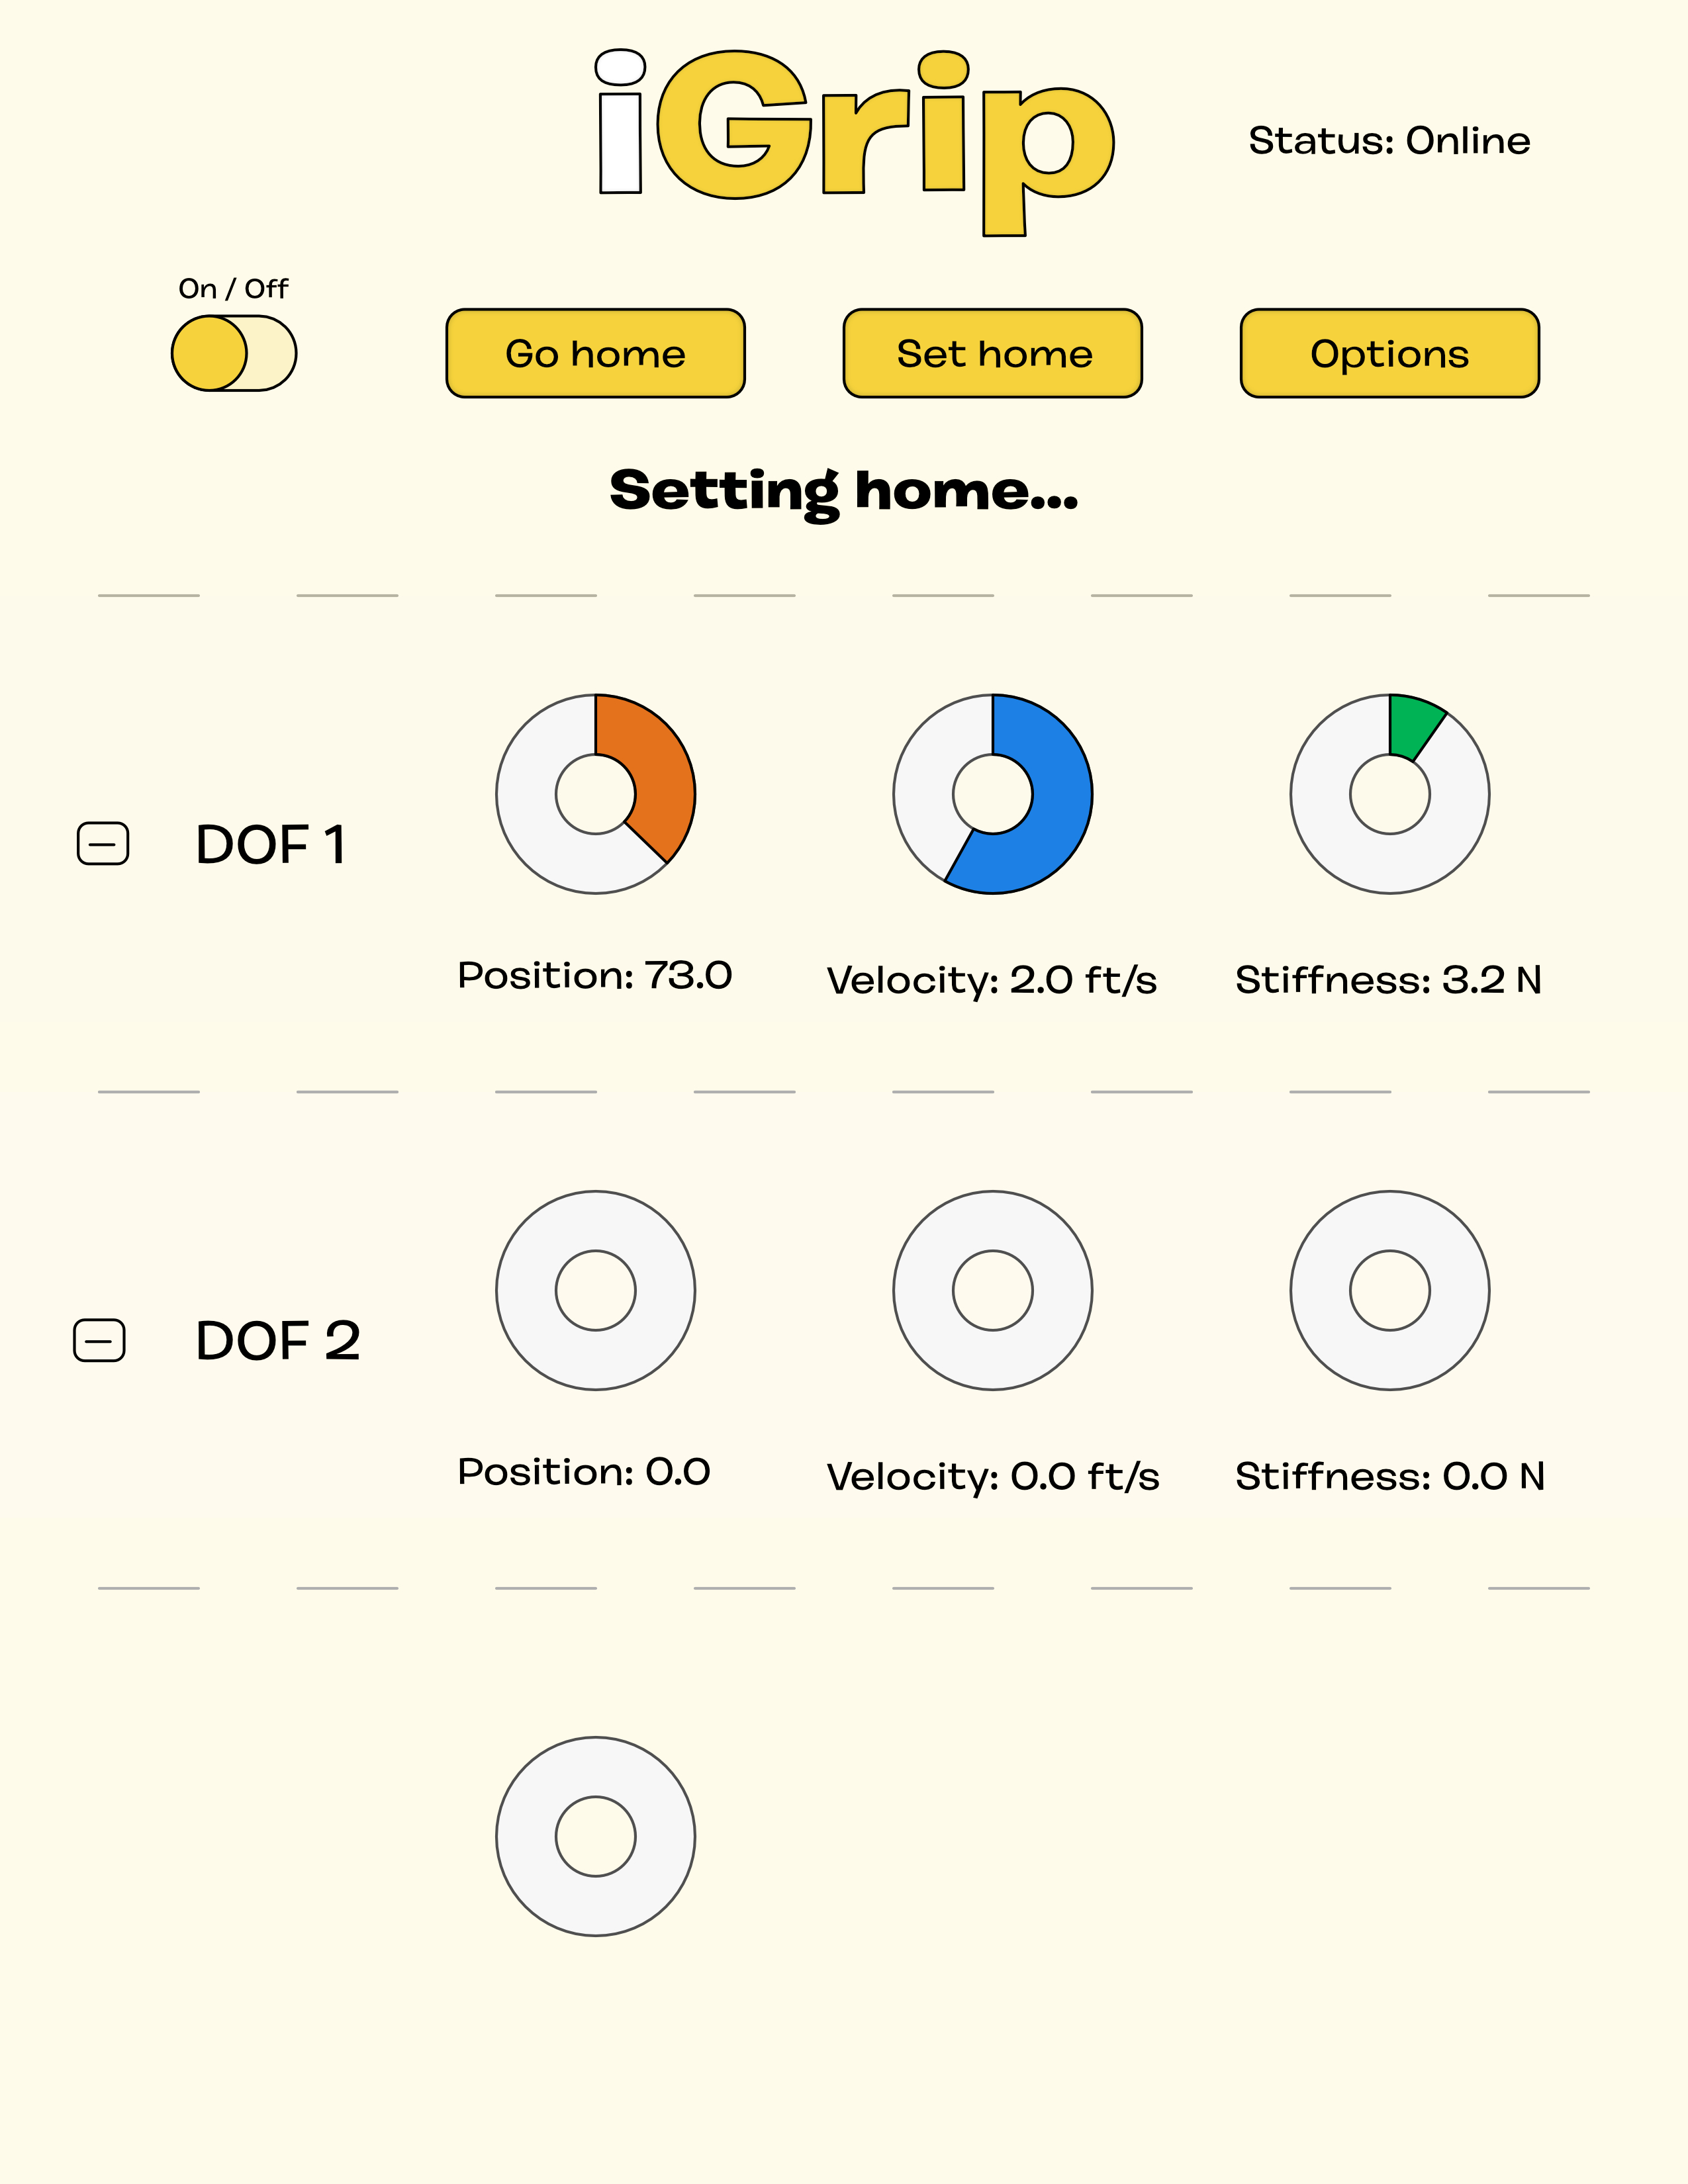 iGrip
Status: Online
On / Off
Go home
Set home
Options
Setting home...
DOF 1
Position: 73.0
Velocity: 2.0 ft/s
Stiffness: 3.2 N
DOF 2
Position: 0.0
Velocity: 0.0 ft/s
Stiffness: 0.0 N